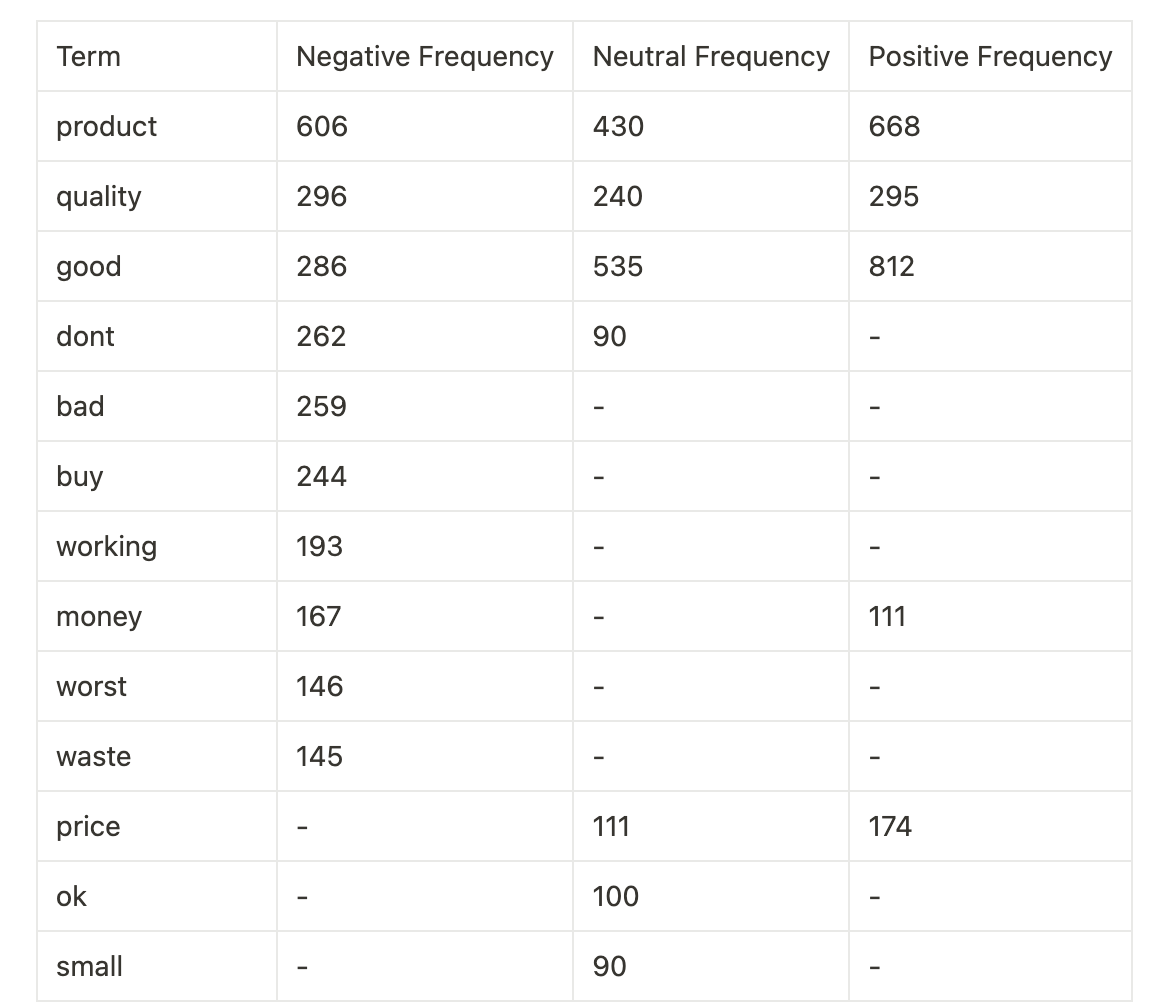 Term Negative Frequency Neutral Frequency Positive Frequency
product 606 430 668
quality 296 240 295
good 286 535 812
dont 262 90 -
bad 259 - -
buy 244 - -
working 193 - -
money 167 - 111
worst 146 - -
waste 145 - -
price - 111 174
ok - 100 -
small - 90 -